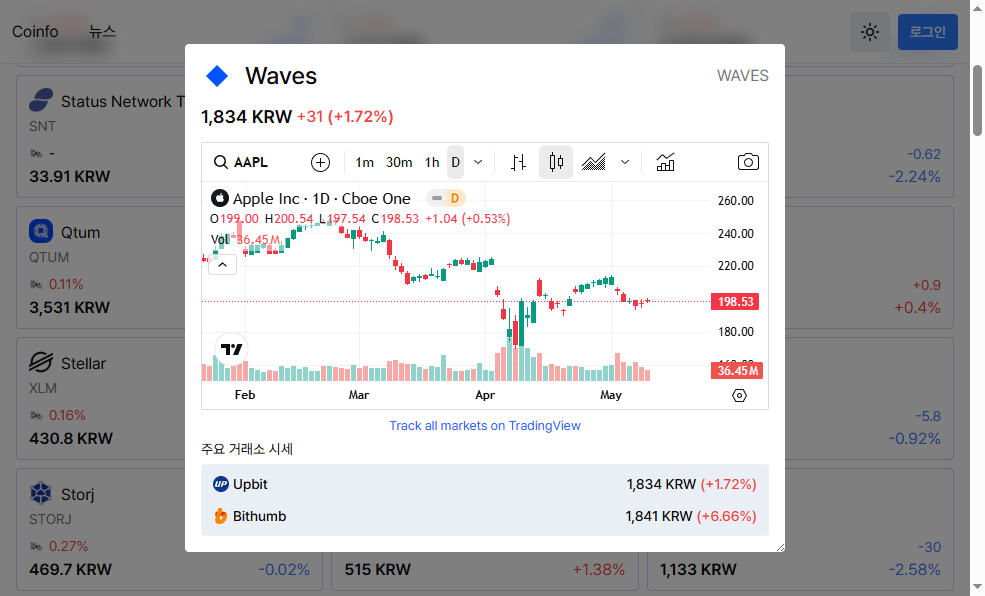 Coinfo 뉴스 로그인
Waves WAVES
1,834 KRW +31 (+1.72%)
AAPL 1m 30m 1h D
Apple Inc · 1D · Cboe One D
O199.00 H200.54 L197.54 C198.53 +1.04 (+0.53%)
Vol 36.45M
260.00
240.00
220.00
198.53
180.00
160.00
36.45M
Feb Mar Apr May
Track all markets on TradingView
주요 거래소 시세
UP Upbit 1,834 KRW (+1.72%)
Bithumb 1,841 KRW (+6.66%)
Status Network T
SNT
-
33.91 KRW
-0.62
-2.24%
Qtum
QTUM
0.11%
3,531 KRW
+0.9
+0.4%
Stellar
XLM
0.16%
430.8 KRW
-5.8
-0.92%
Storj
STORJ
0.27%
469.7 KRW -0.02%
515 KRW +1.38%
-30
1,133 KRW -2.58%